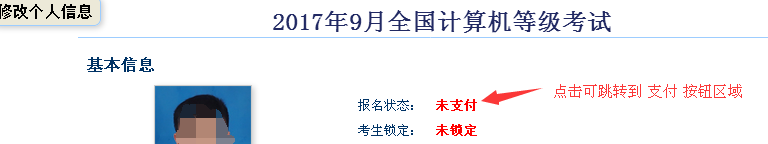 修改个人信息
2017年9月全国计算机等级考试
基本信息
报名状态： 未支付
点击可跳转到 支付 按钮区域
考生锁定： 未锁定